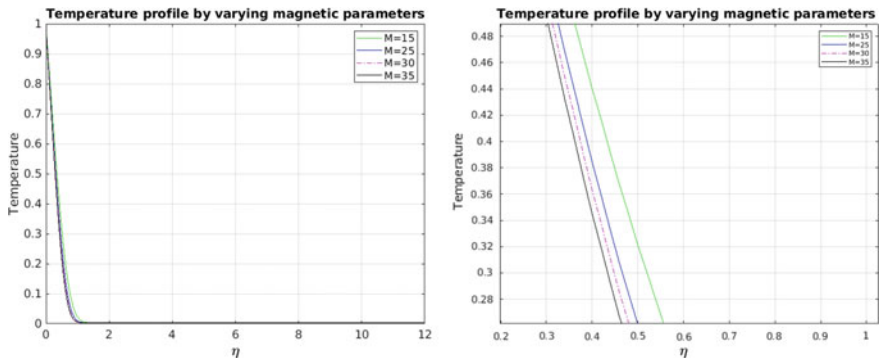 Temperature profile by varying magnetic parameters
1
0.9
0.8
0.7
0.6
0.5
0.4
0.3
0.2
0.1
0
Temperature
M=15
M=25
M=30
M=35
0 2 4 6 8 10 12
η
Temperature profile by varying magnetic parameters
0.48
0.46
0.44
0.42
0.4
0.38
0.36
0.34
0.32
0.3
0.28
Temperature
M=15
M=25
M=30
M=35
0.2 0.3 0.4 0.5 0.6 0.7 0.8 0.9 1
η